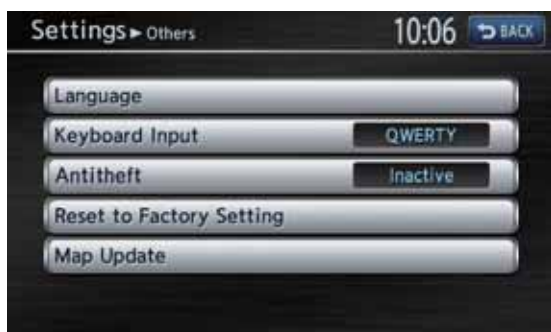 Settings ▸ Others 10:06 BACK
Language
Keyboard Input QWERTY
Antitheft Inactive
Reset to Factory Setting
Map Update